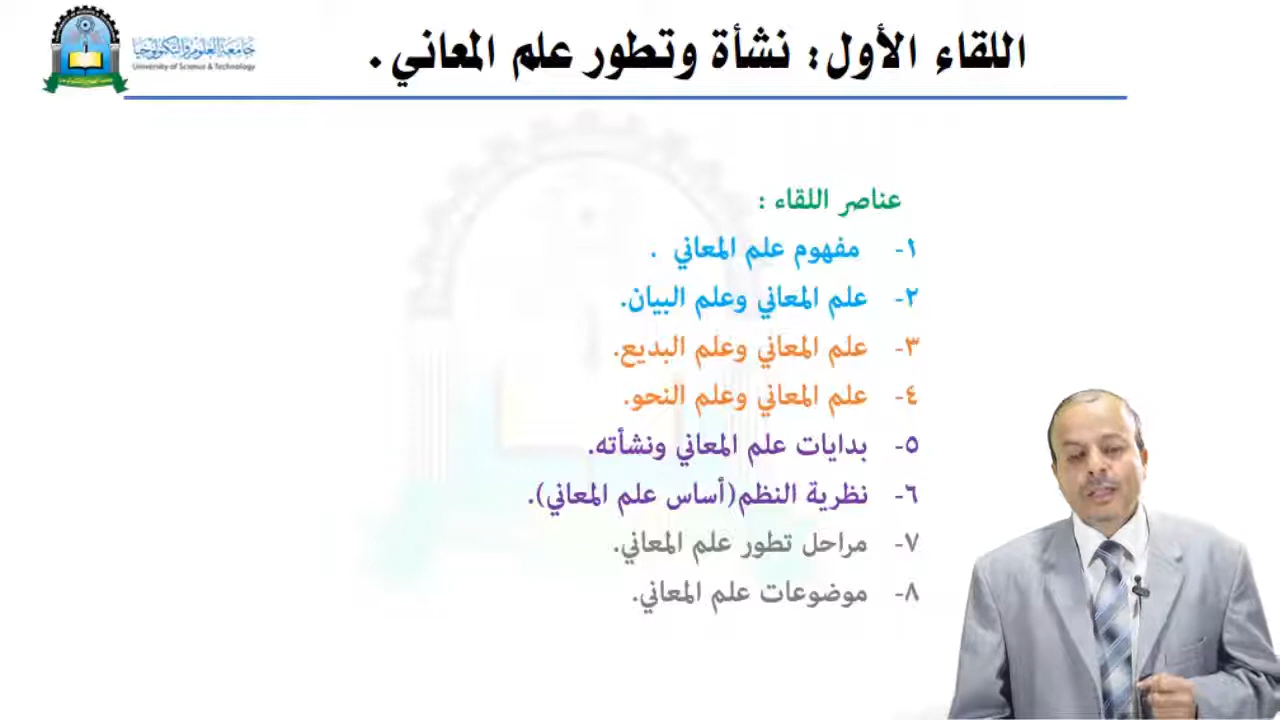 جامعة العلوم والتكنولوجيا
University of Science & Technology
اللقاء الأول: نشأة وتطور علم المعاني.
عناصر اللقاء :
١- مفهوم علم المعاني .
٢- علم المعاني وعلم البيان.
٣- علم المعاني وعلم البديع.
٤- علم المعاني وعلم النحو.
٥- بدايات علم المعاني ونشأته.
٦- نظرية النظم(أساس علم المعاني).
٧- مراحل تطور علم المعاني.
٨- موضوعات علم المعاني.